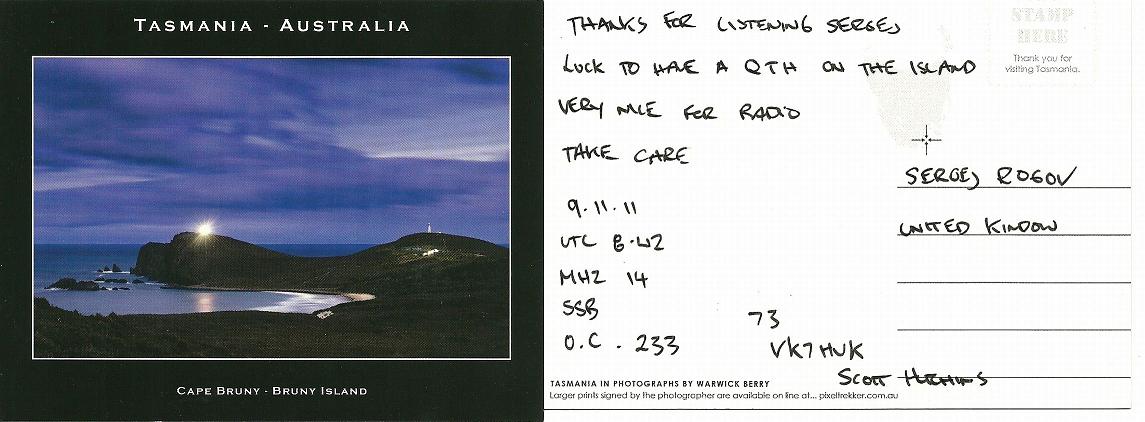 TASMANIA - AUSTRALIA
CAPE BRUNY - BRUNY ISLAND
THANKS FOR LISTENING SERGEJ
LUCK TO HAVE A QTH ON THE ISLAND
VERY NICE FOR RADIO
TAKE CARE
9.11.11
UTC 8.42
MHZ 14
SSB
O.C. 233
73
VK7HUK
SCOTT
STAMP
HERE
Thank you for
visiting Tasmania.
SERGEJ ROGOV
UNITED KINDOM
TASMANIA IN PHOTOGRAPHS BY WARWICK BERRY
Larger prints signed by the photographer are available on line at... pixeltrekker.com.au